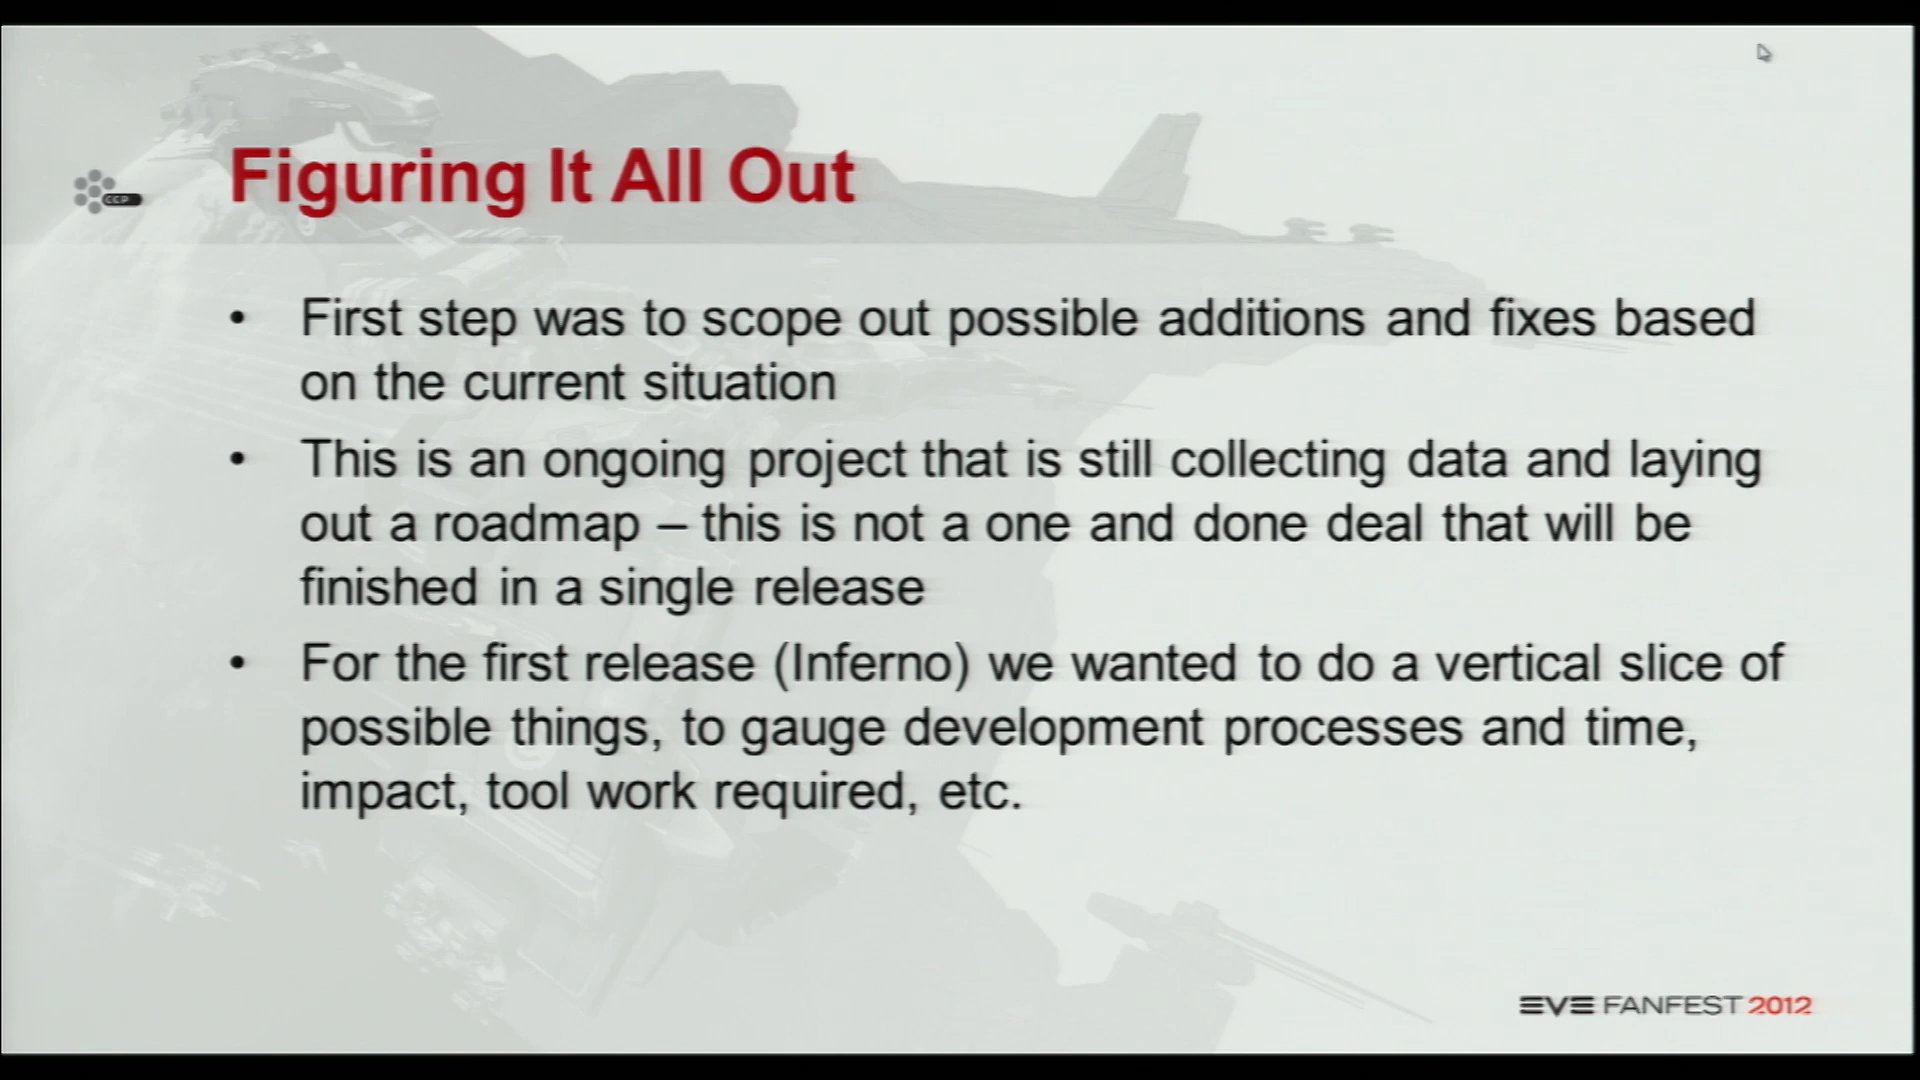 CCP
Figuring It All Out
• First step was to scope out possible additions and fixes based
on the current situation
• This is an ongoing project that is still collecting data and laying
out a roadmap – this is not a one and done deal that will be
finished in a single release
• For the first release (Inferno) we wanted to do a vertical slice of
possible things, to gauge development processes and time,
impact, tool work required, etc.
EVE FANFEST 2012